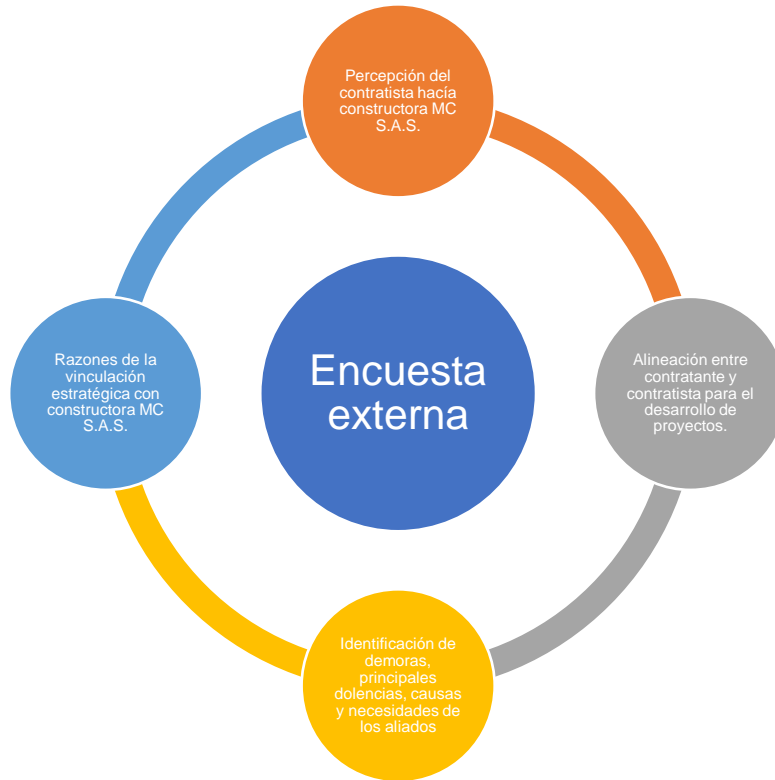 Percepción del
contratista hacía
constructora MC
S.A.S.
Encuesta
externa
Razones de la
vinculación
estratégica con
constructora MC
S.A.S.
Alineación entre
contratante y
contratista para el
desarrollo de
proyectos.
Identificación de
demoras,
principales
dolencias, causas
y necesidades de
los aliados